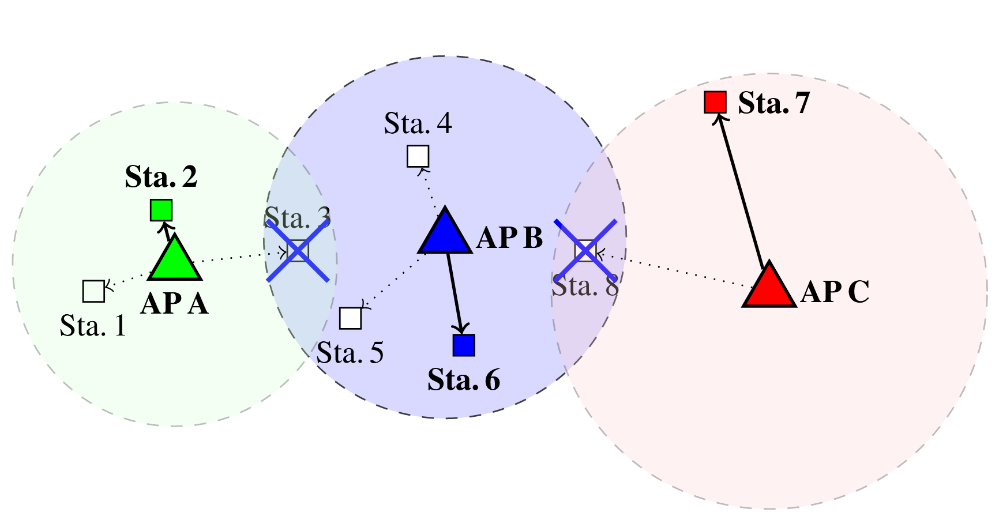 Sta. 7
Sta. 4
Sta. 2
Sta. 3
AP B
Sta. 8
AP C
AP A
Sta. 1
Sta. 5
Sta. 6